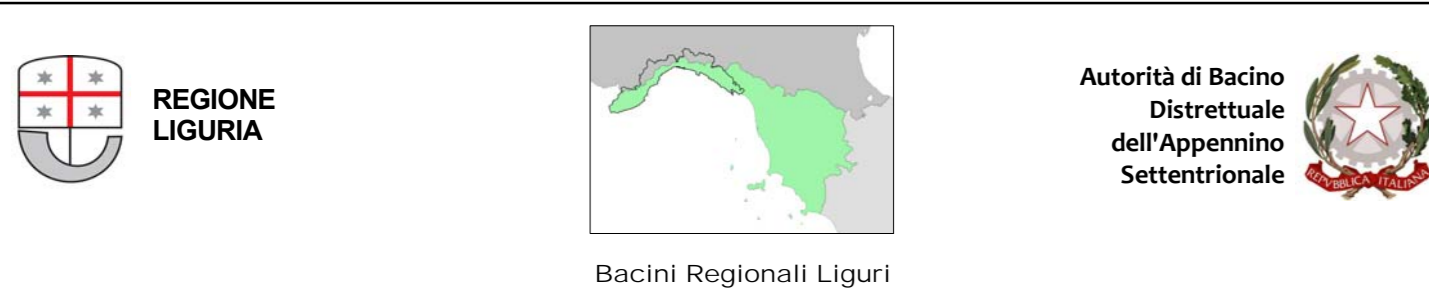 REGIONE
LIGURIA
Autorità di Bacino
Distrettuale
dell'Appennino
Settentrionale
REPVBBLICA ITALIANA
Bacini Regionali Liguri